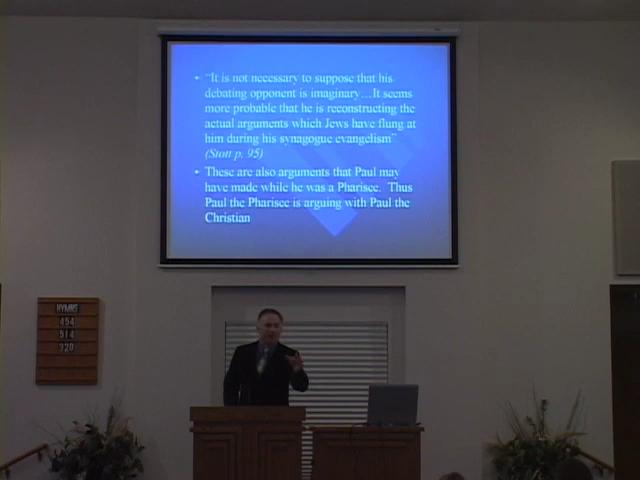 • "It is not necessary to suppose that his
debating opponent is imaginary…It seems
more probable that he is reconstructing the
actual arguments which Jews have flung at
him during his synagogue evangelism"
(Stott p. 95)
• These are also arguments that Paul may
have made while he was a Pharisee. Thus
Paul the Pharisee is arguing with Paul the
Christian
HYMNS
454
514
320